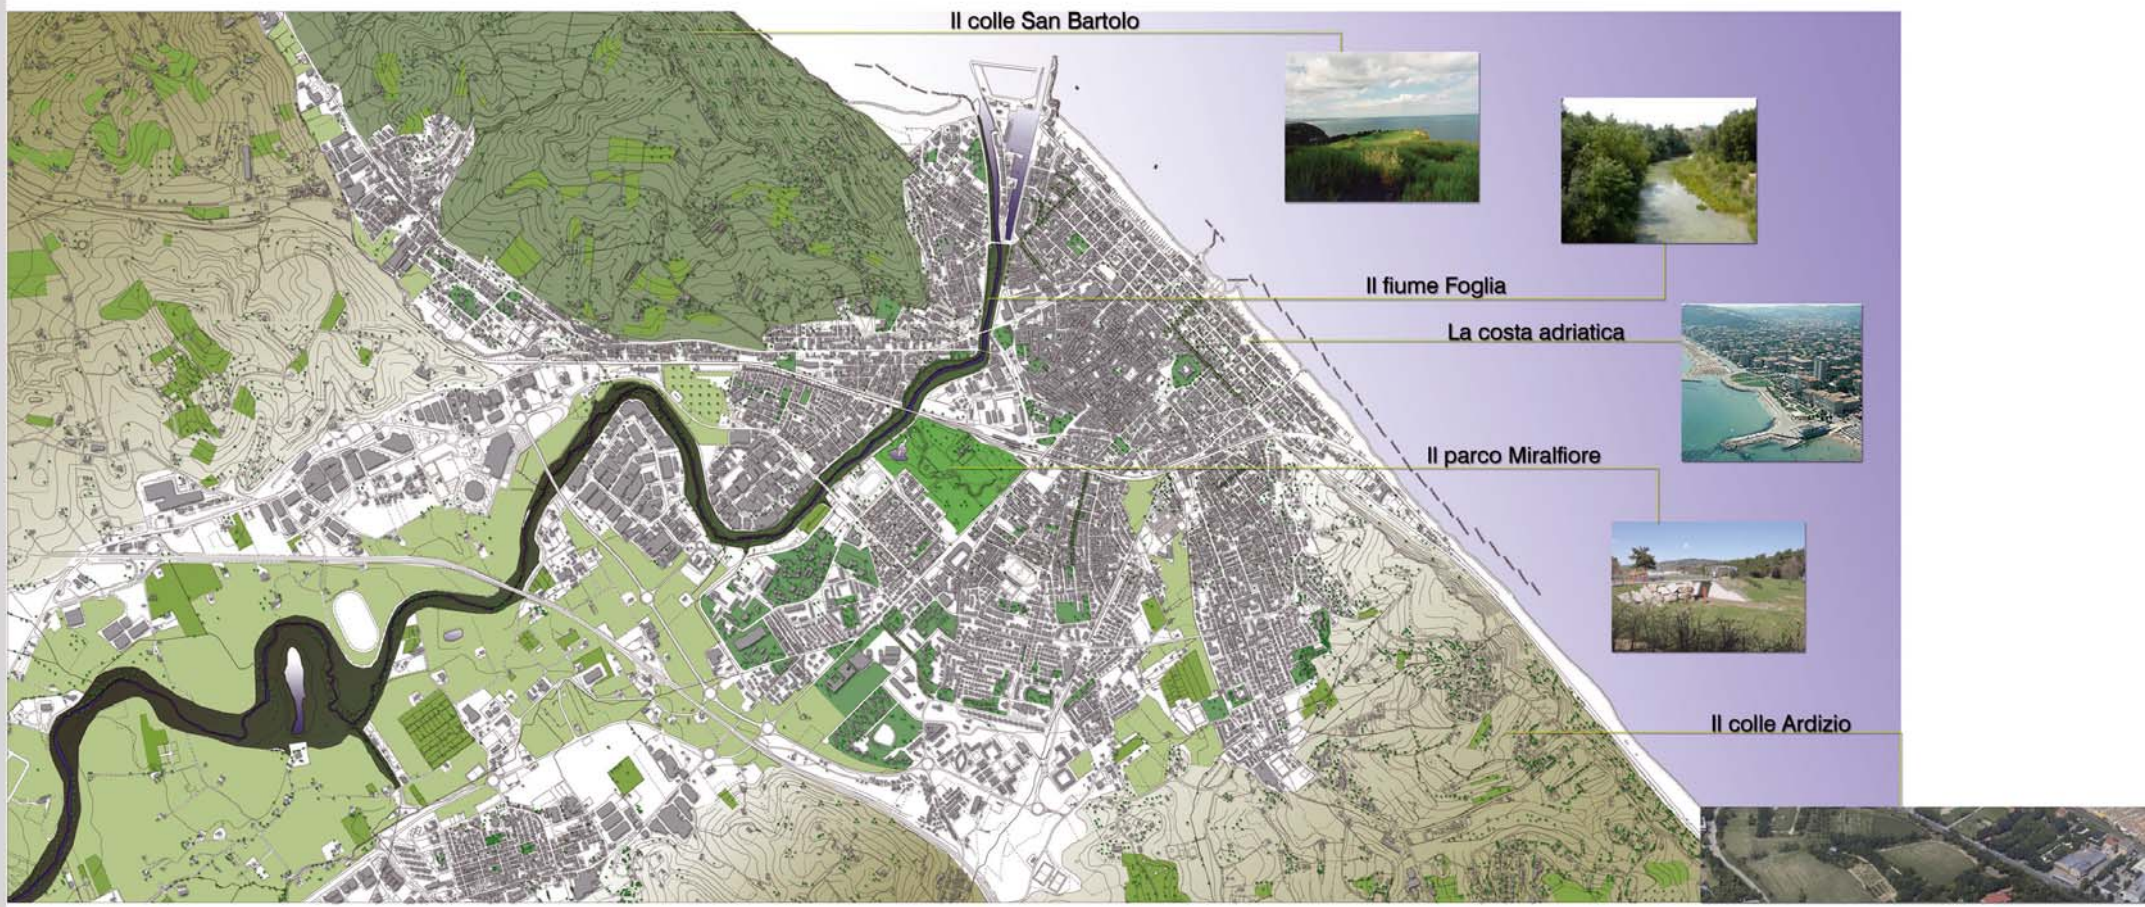 Il colle San Bartolo
Il fiume Foglia
La costa adriatica
Il parco Miralfiore
Il colle Ardizio